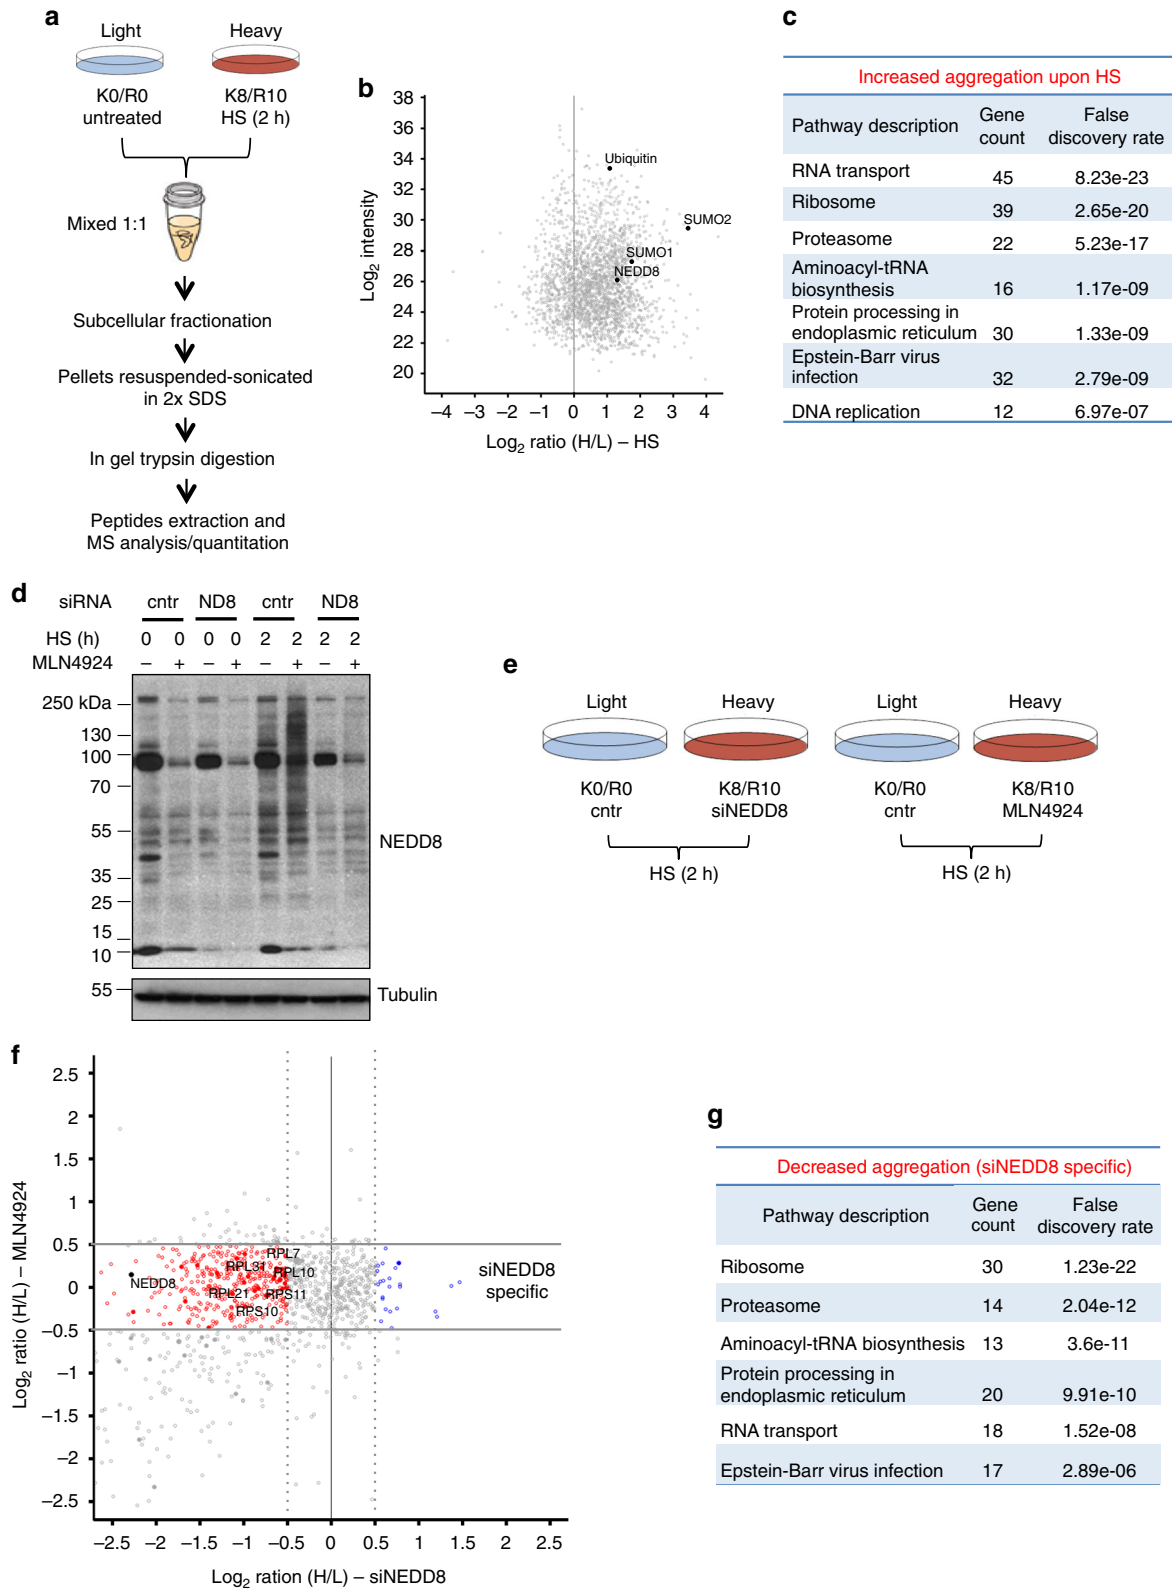 a
Light
Heavy
K0/R0
untreated
K8/R10
HS (2 h)
Mixed 1:1
Subcellular fractionation
Pellets resuspended-sonicated
in 2x SDS
In gel trypsin digestion
Peptides extraction and
MS analysis/quantitation
b
38
36
34
32
30
28
26
24
22
20
Log2 intensity
Ubiquitin
SUMO2
SUMO1
NEDD8
–4 –3 –2 –1 0 1 2 3 4
Log2 ratio (H/L) – HS
c
Increased aggregation upon HS
Pathway description Gene count False discovery rate
RNA transport 45 8.23e-23
Ribosome 39 2.65e-20
Proteasome 22 5.23e-17
Aminoacyl-tRNA
biosynthesis 16 1.17e-09
Protein processing in
endoplasmic reticulum 30 1.33e-09
Epstein-Barr virus
infection 32 2.79e-09
DNA replication 12 6.97e-07
d
siRNA cntr ND8 cntr ND8
HS (h) 0 0 0 0 2 2 2 2
MLN4924 – + – + – + – +
250 kDa
130
100
70
55
35
25
15
10
NEDD8
55
Tubulin
e
Light
Heavy
Light
Heavy
K0/R0
cntr
K8/R10
siNEDD8
K0/R0
cntr
K8/R10
MLN4924
HS (2 h)
HS (2 h)
f
2.5
2
1.5
1
0.5
0
–0.5
–1
–1.5
–2
–2.5
Log2 ratio (H/L) – MLN4924
RPL7
RPL31
RPL10
NEDD8
RPL21
RPS11
RPS10
siNEDD8
specific
–2.5 –2 –1.5 –1 –0.5 0 0.5 1 1.5 2 2.5
Log2 ration (H/L) – siNEDD8
g
Decreased aggregation (siNEDD8 specific)
Pathway description Gene count False discovery rate
Ribosome 30 1.23e-22
Proteasome 14 2.04e-12
Aminoacyl-tRNA biosynthesis 13 3.6e-11
Protein processing in
endoplasmic reticulum 20 9.91e-10
RNA transport 18 1.52e-08
Epstein-Barr virus infection 17 2.89e-06